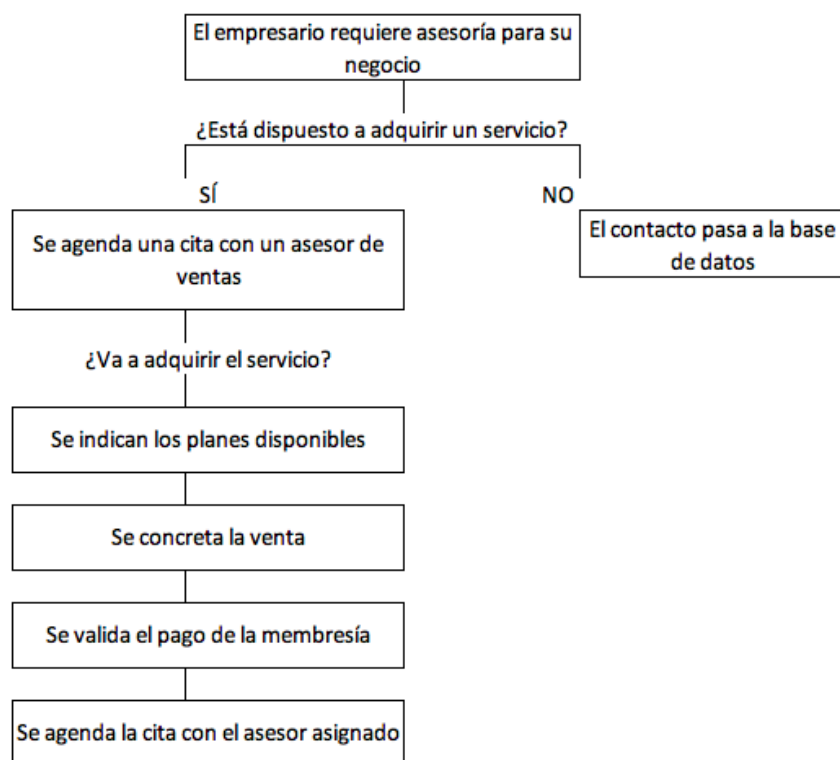 El empresario requiere asesoría para su
negocio
¿Está dispuesto a adquirir un servicio?
SÍ
NO
Se agenda una cita con un asesor de
ventas
El contacto pasa a la base
de datos
¿Va a adquirir el servicio?
Se indican los planes disponibles
Se concreta la venta
Se valida el pago de la membresía
Se agenda la cita con el asesor asignado